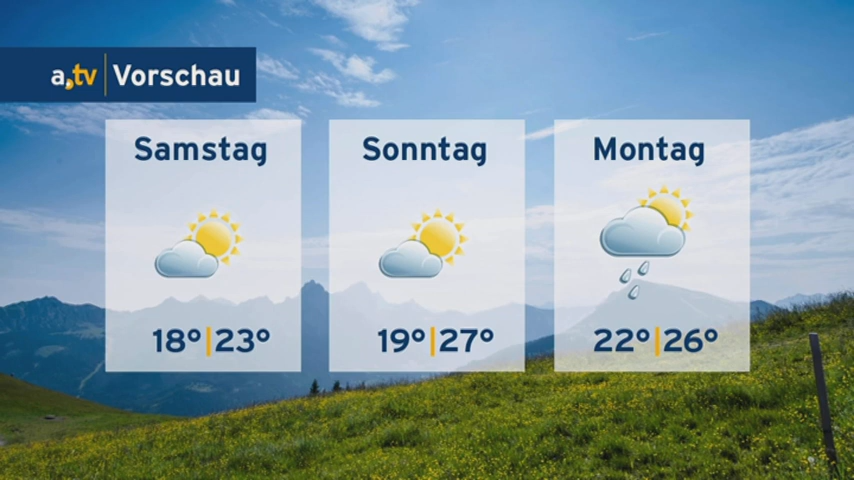 a.tv | Vorschau
Samstag
Sonntag
Montag
18°|23°
19°|27°
22°|26°